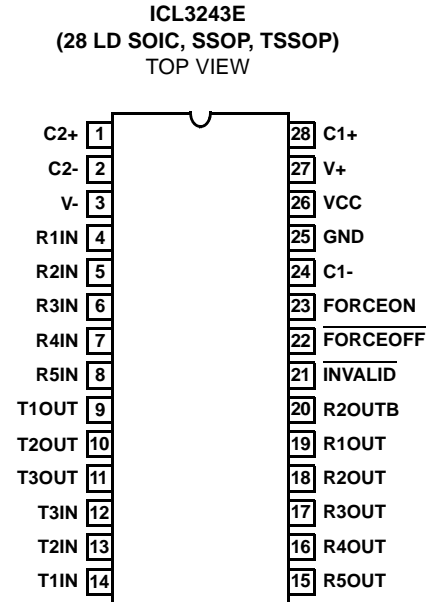 ICL3243E
(28 LD SOIC, SSOP, TSSOP)
TOP VIEW
C2+ 1 28 C1+
C2- 2 27 V+
V- 3 26 VCC
R1IN 4 25 GND
R2IN 5 24 C1-
R3IN 6 23 FORCEON
R4IN 7 22 FORCEOFF
R5IN 8 21 INVALID
T1OUT 9 20 R2OUTB
T2OUT 10 19 R1OUT
T3OUT 11 18 R2OUT
T3IN 12 17 R3OUT
T2IN 13 16 R4OUT
T1IN 14 15 R5OUT